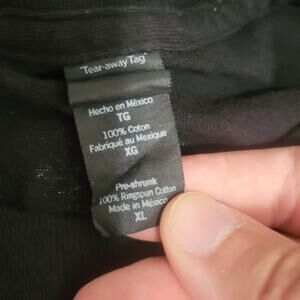 "Tear-away Tag"
Hecho en México
TG
100% Coton
Fabriqué au Mexique
XG
Pre-shrunk
100% Ringspun Cotton
Made in Mexico
XL